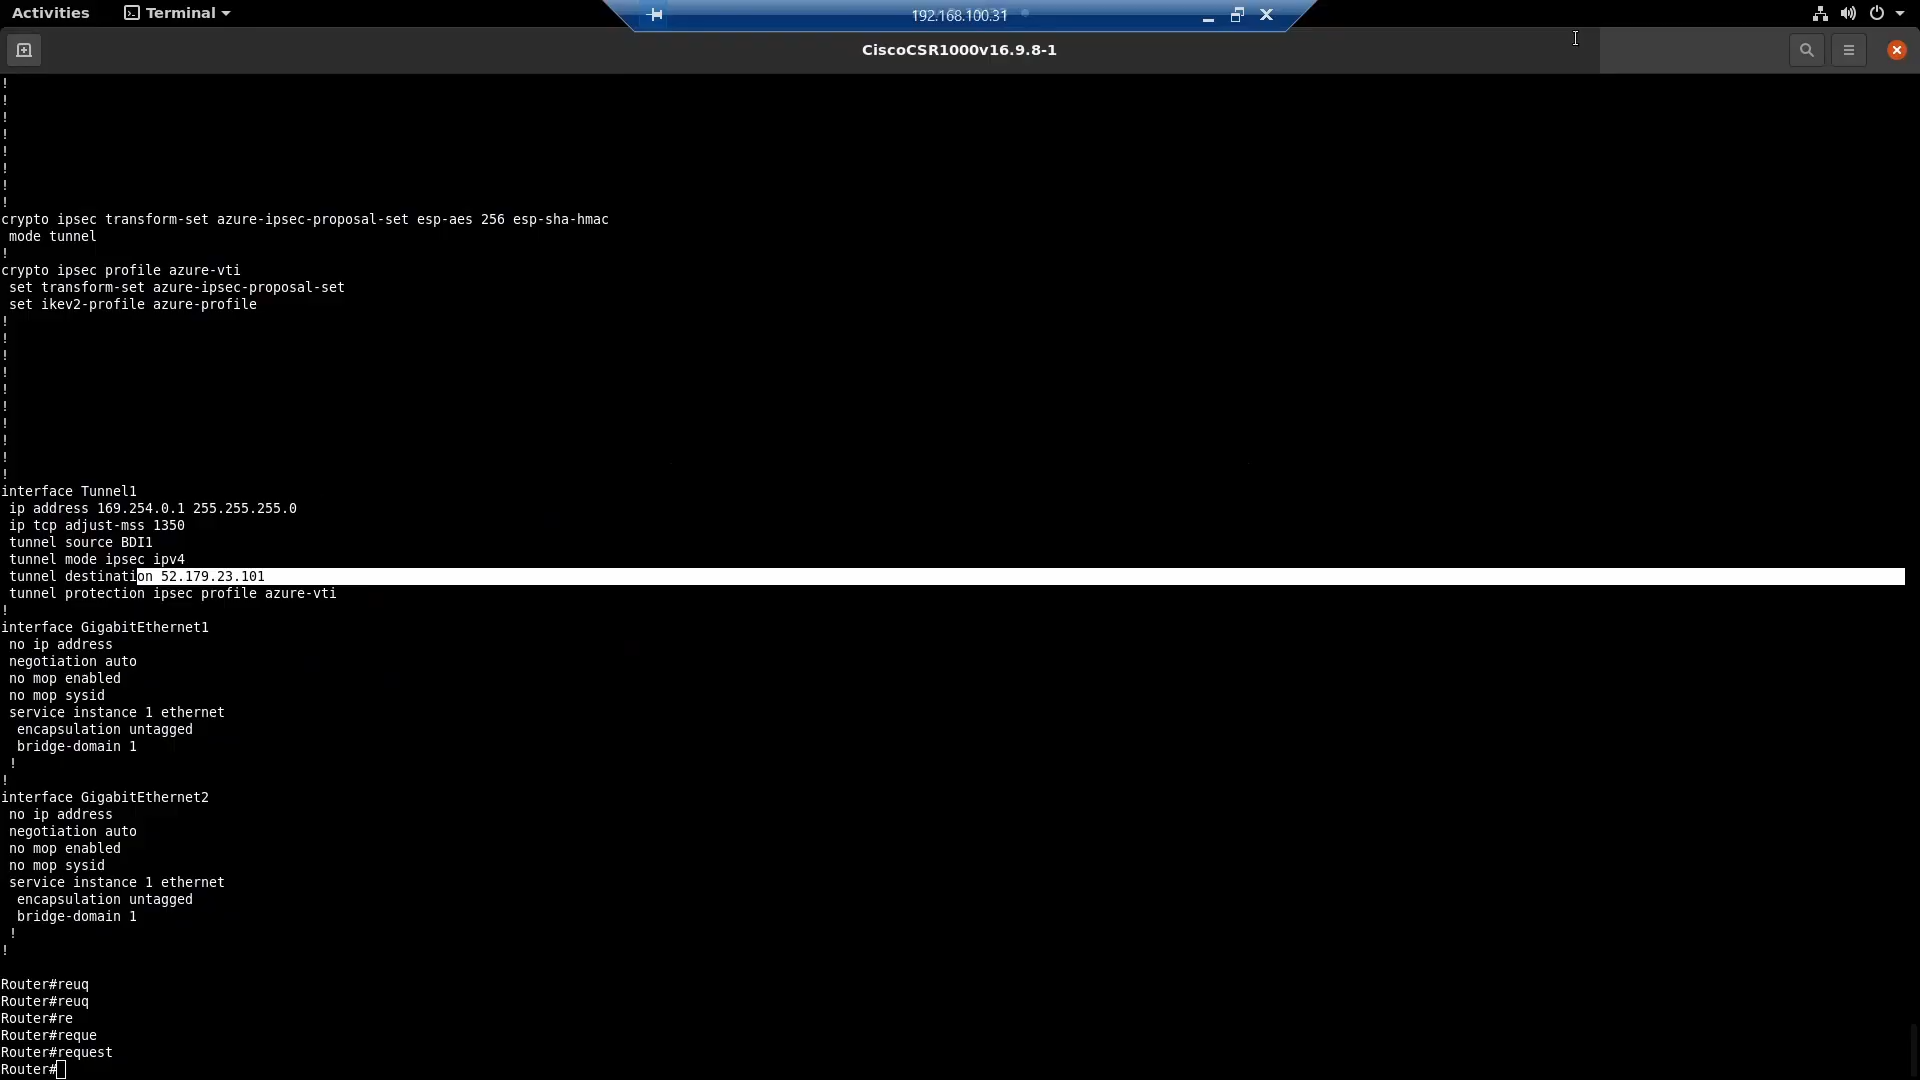 Activities
Terminal
192.168.100.31
CiscoCSR1000v16.9.8-1
!
!
!
!
!
!
!
!
crypto ipsec transform-set azure-ipsec-proposal-set esp-aes 256 esp-sha-hmac
 mode tunnel
!
crypto ipsec profile azure-vti
 set transform-set azure-ipsec-proposal-set
 set ikev2-profile azure-profile
!
!
!
!
!
!
!
!
!
!
interface Tunnel1
 ip address 169.254.0.1 255.255.255.0
 ip tcp adjust-mss 1350
 tunnel source BDI1
 tunnel mode ipsec ipv4
 tunnel destination 52.179.23.101
 tunnel protection ipsec profile azure-vti
!
interface GigabitEthernet1
 no ip address
 negotiation auto
 no mop enabled
 no mop sysid
 service instance 1 ethernet
  encapsulation untagged
  bridge-domain 1
 !
!
interface GigabitEthernet2
 no ip address
 negotiation auto
 no mop enabled
 no mop sysid
 service instance 1 ethernet
  encapsulation untagged
  bridge-domain 1
 !
!
Router#reuq
Router#reuq
Router#re
Router#reque
Router#request
Router#